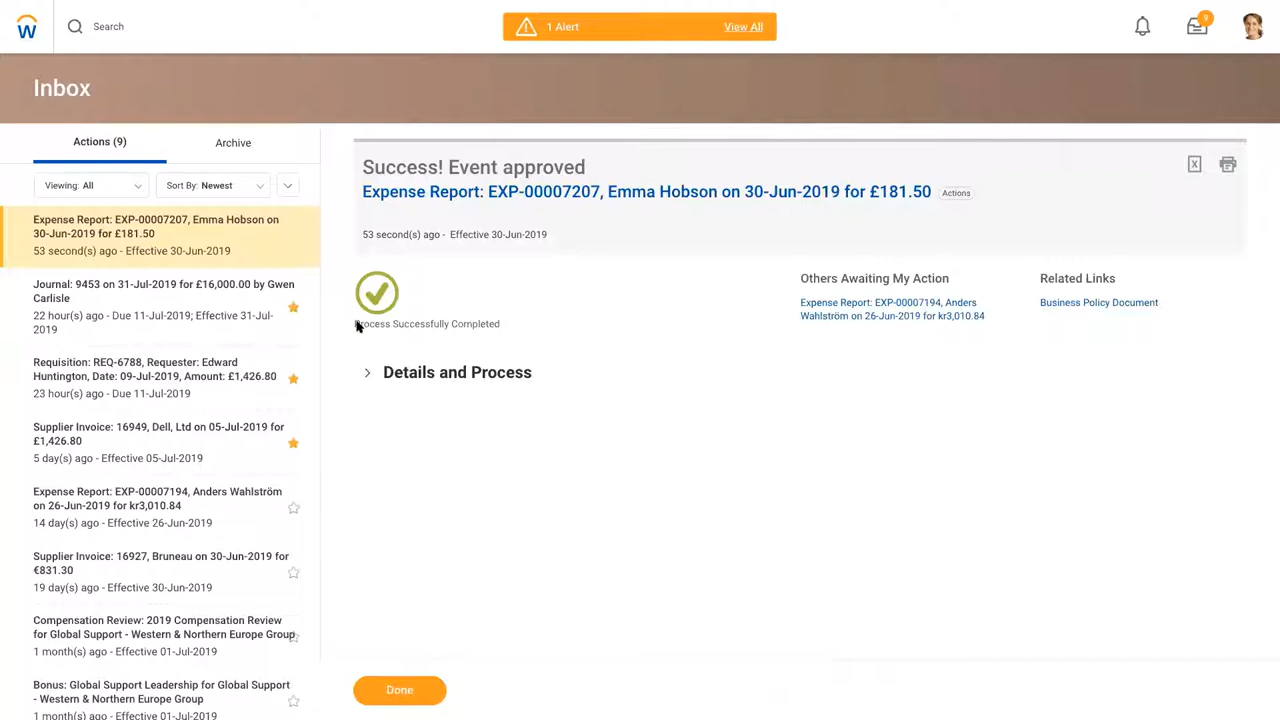 W
Search
1 Alert
View All
9
Inbox
Actions (9)
Archive
Viewing: All
Sort By: Newest
Expense Report: EXP-00007207, Emma Hobson on
30-Jun-2019 for £181.50
53 second(s) ago - Effective 30-Jun-2019
Journal: 9453 on 31-Jul-2019 for £16,000.00 by Gwen
Carlisle
22 hour(s) ago - Due 11-Jul-2019; Effective 31-Jul-
2019
Requisition: REQ-6788, Requester: Edward
Huntington, Date: 09-Jul-2019, Amount: £1,426.80
23 hour(s) ago - Due 11-Jul-2019
Supplier Invoice: 16949, Dell, Ltd on 05-Jul-2019 for
£1,426.80
5 day(s) ago - Effective 05-Jul-2019
Expense Report: EXP-00007194, Anders Wahlström
on 26-Jun-2019 for kr3,010.84
14 day(s) ago - Effective 26-Jun-2019
Supplier Invoice: 16927, Bruneau on 30-Jun-2019 for
€831.30
19 day(s) ago - Effective 30-Jun-2019
Compensation Review: 2019 Compensation Review
for Global Support - Western & Northern Europe Group
1 month(s) ago - Effective 01-Jul-2019
Bonus: Global Support Leadership for Global Support
- Western & Northern Europe Group
1 month(s) ago - Effective 01-Jul-2019
Success! Event approved
Expense Report: EXP-00007207, Emma Hobson on 30-Jun-2019 for £181.50 Actions
53 second(s) ago - Effective 30-Jun-2019
Process Successfully Completed
Details and Process
Others Awaiting My Action
Expense Report: EXP-00007194, Anders
Wahlström on 26-Jun-2019 for kr3,010.84
Related Links
Business Policy Document
Done